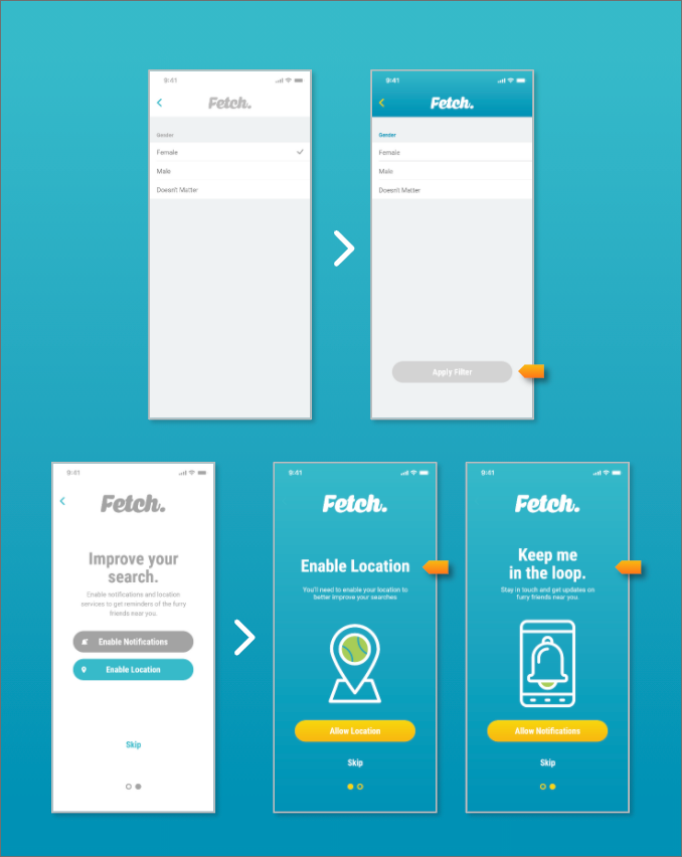 9:41
Fetch.
Gender
Female
Male
Doesn't Matter
9:41
Fetch.
Gender
Female
Male
Doesn't Matter
Apply Filter
9:41
Fetch.
Improve your
search.
Enable notifications and location
services to get reminders of the furry
friends near you.
Enable Notifications
Enable Location
Skip
9:41
Fetch.
Enable Location
You'll need to enable your location to
better improve your searches
Allow Location
Skip
9:41
Fetch.
Keep me
in the loop.
Stay in touch and get updates on
furry friends near you.
Allow Notifications
Skip